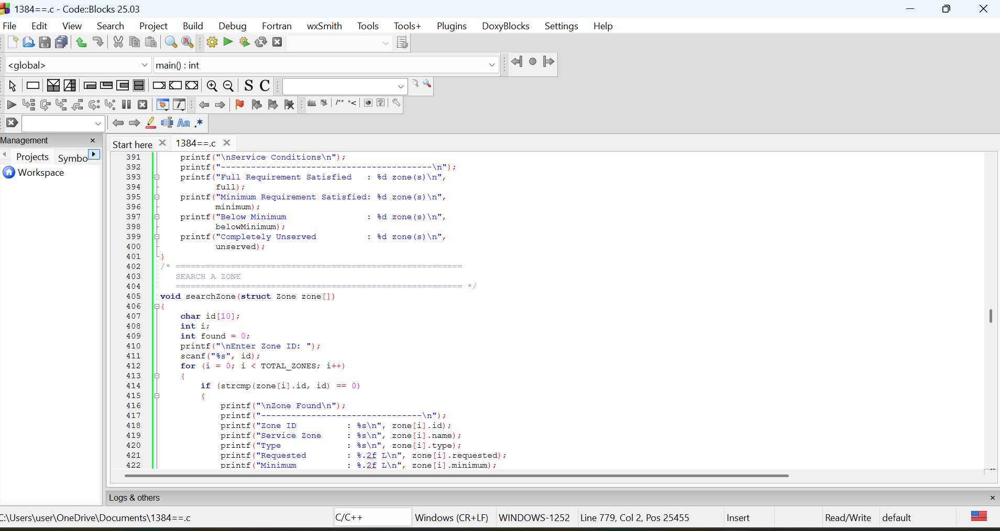 1384==.c - Code::Blocks 25.03
File Edit View Search Project Build Debug Fortran wxSmith Tools Tools+ Plugins DoxyBlocks Settings Help
<global> main() : int
S C
/** *<
Aa .*
Management
Start here 1384==.c
Projects Symbo
Workspace
391 printf("\nService Conditions\n");
392 printf("------------------------------------------\n");
393 printf("Full Requirement Satisfied   : %d zone(s)\n",
394 full);
395 printf("Minimum Requirement Satisfied: %d zone(s)\n",
396 minimum);
397 printf("Below Minimum                : %d zone(s)\n",
398 belowMinimum);
399 printf("Completely Unserved          : %d zone(s)\n",
400 unserved);
401 }
402 /* =========================================================
403 SEARCH A ZONE
404 ========================================================= */
405 void searchZone(struct Zone zone[])
406 {
407 char id[10];
408 int i;
409 int found = 0;
410 printf("\nEnter Zone ID: ");
411 scanf("%s", id);
412 for (i = 0; i < TOTAL_ZONES; i++)
413 {
414 if (strcmp(zone[i].id, id) == 0)
415 {
416 printf("\nZone Found\n");
417 printf("--------------------------------\n");
418 printf("Zone ID          : %s\n", zone[i].id);
419 printf("Service Zone     : %s\n", zone[i].name);
420 printf("Type             : %s\n", zone[i].type);
421 printf("Requested        : %.2f L\n", zone[i].requested);
422 printf("Minimum          : %.2f L\n", zone[i].minimum);
Logs & others
C:\Users\user\OneDrive\Documents\1384==.c C/C++ Windows (CR+LF) WINDOWS-1252 Line 779, Col 2, Pos 25455 Insert Read/Write default